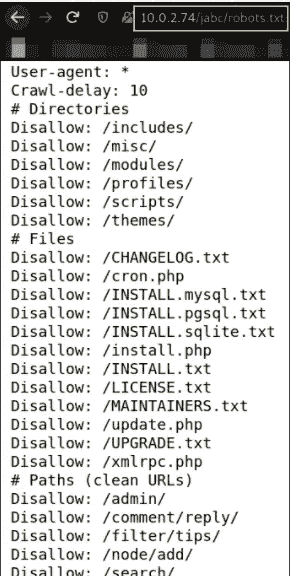 10.0.2.74/jabc/robots.txt
User-agent: *
Crawl-delay: 10
# Directories
Disallow: /includes/
Disallow: /misc/
Disallow: /modules/
Disallow: /profiles/
Disallow: /scripts/
Disallow: /themes/
# Files
Disallow: /CHANGELOG.txt
Disallow: /cron.php
Disallow: /INSTALL.mysql.txt
Disallow: /INSTALL.pgsql.txt
Disallow: /INSTALL.sqlite.txt
Disallow: /install.php
Disallow: /INSTALL.txt
Disallow: /LICENSE.txt
Disallow: /MAINTAINERS.txt
Disallow: /update.php
Disallow: /UPGRADE.txt
Disallow: /xmlrpc.php
# Paths (clean URLs)
Disallow: /admin/
Disallow: /comment/reply/
Disallow: /filter/tips/
Disallow: /node/add/
Disallow: /search/